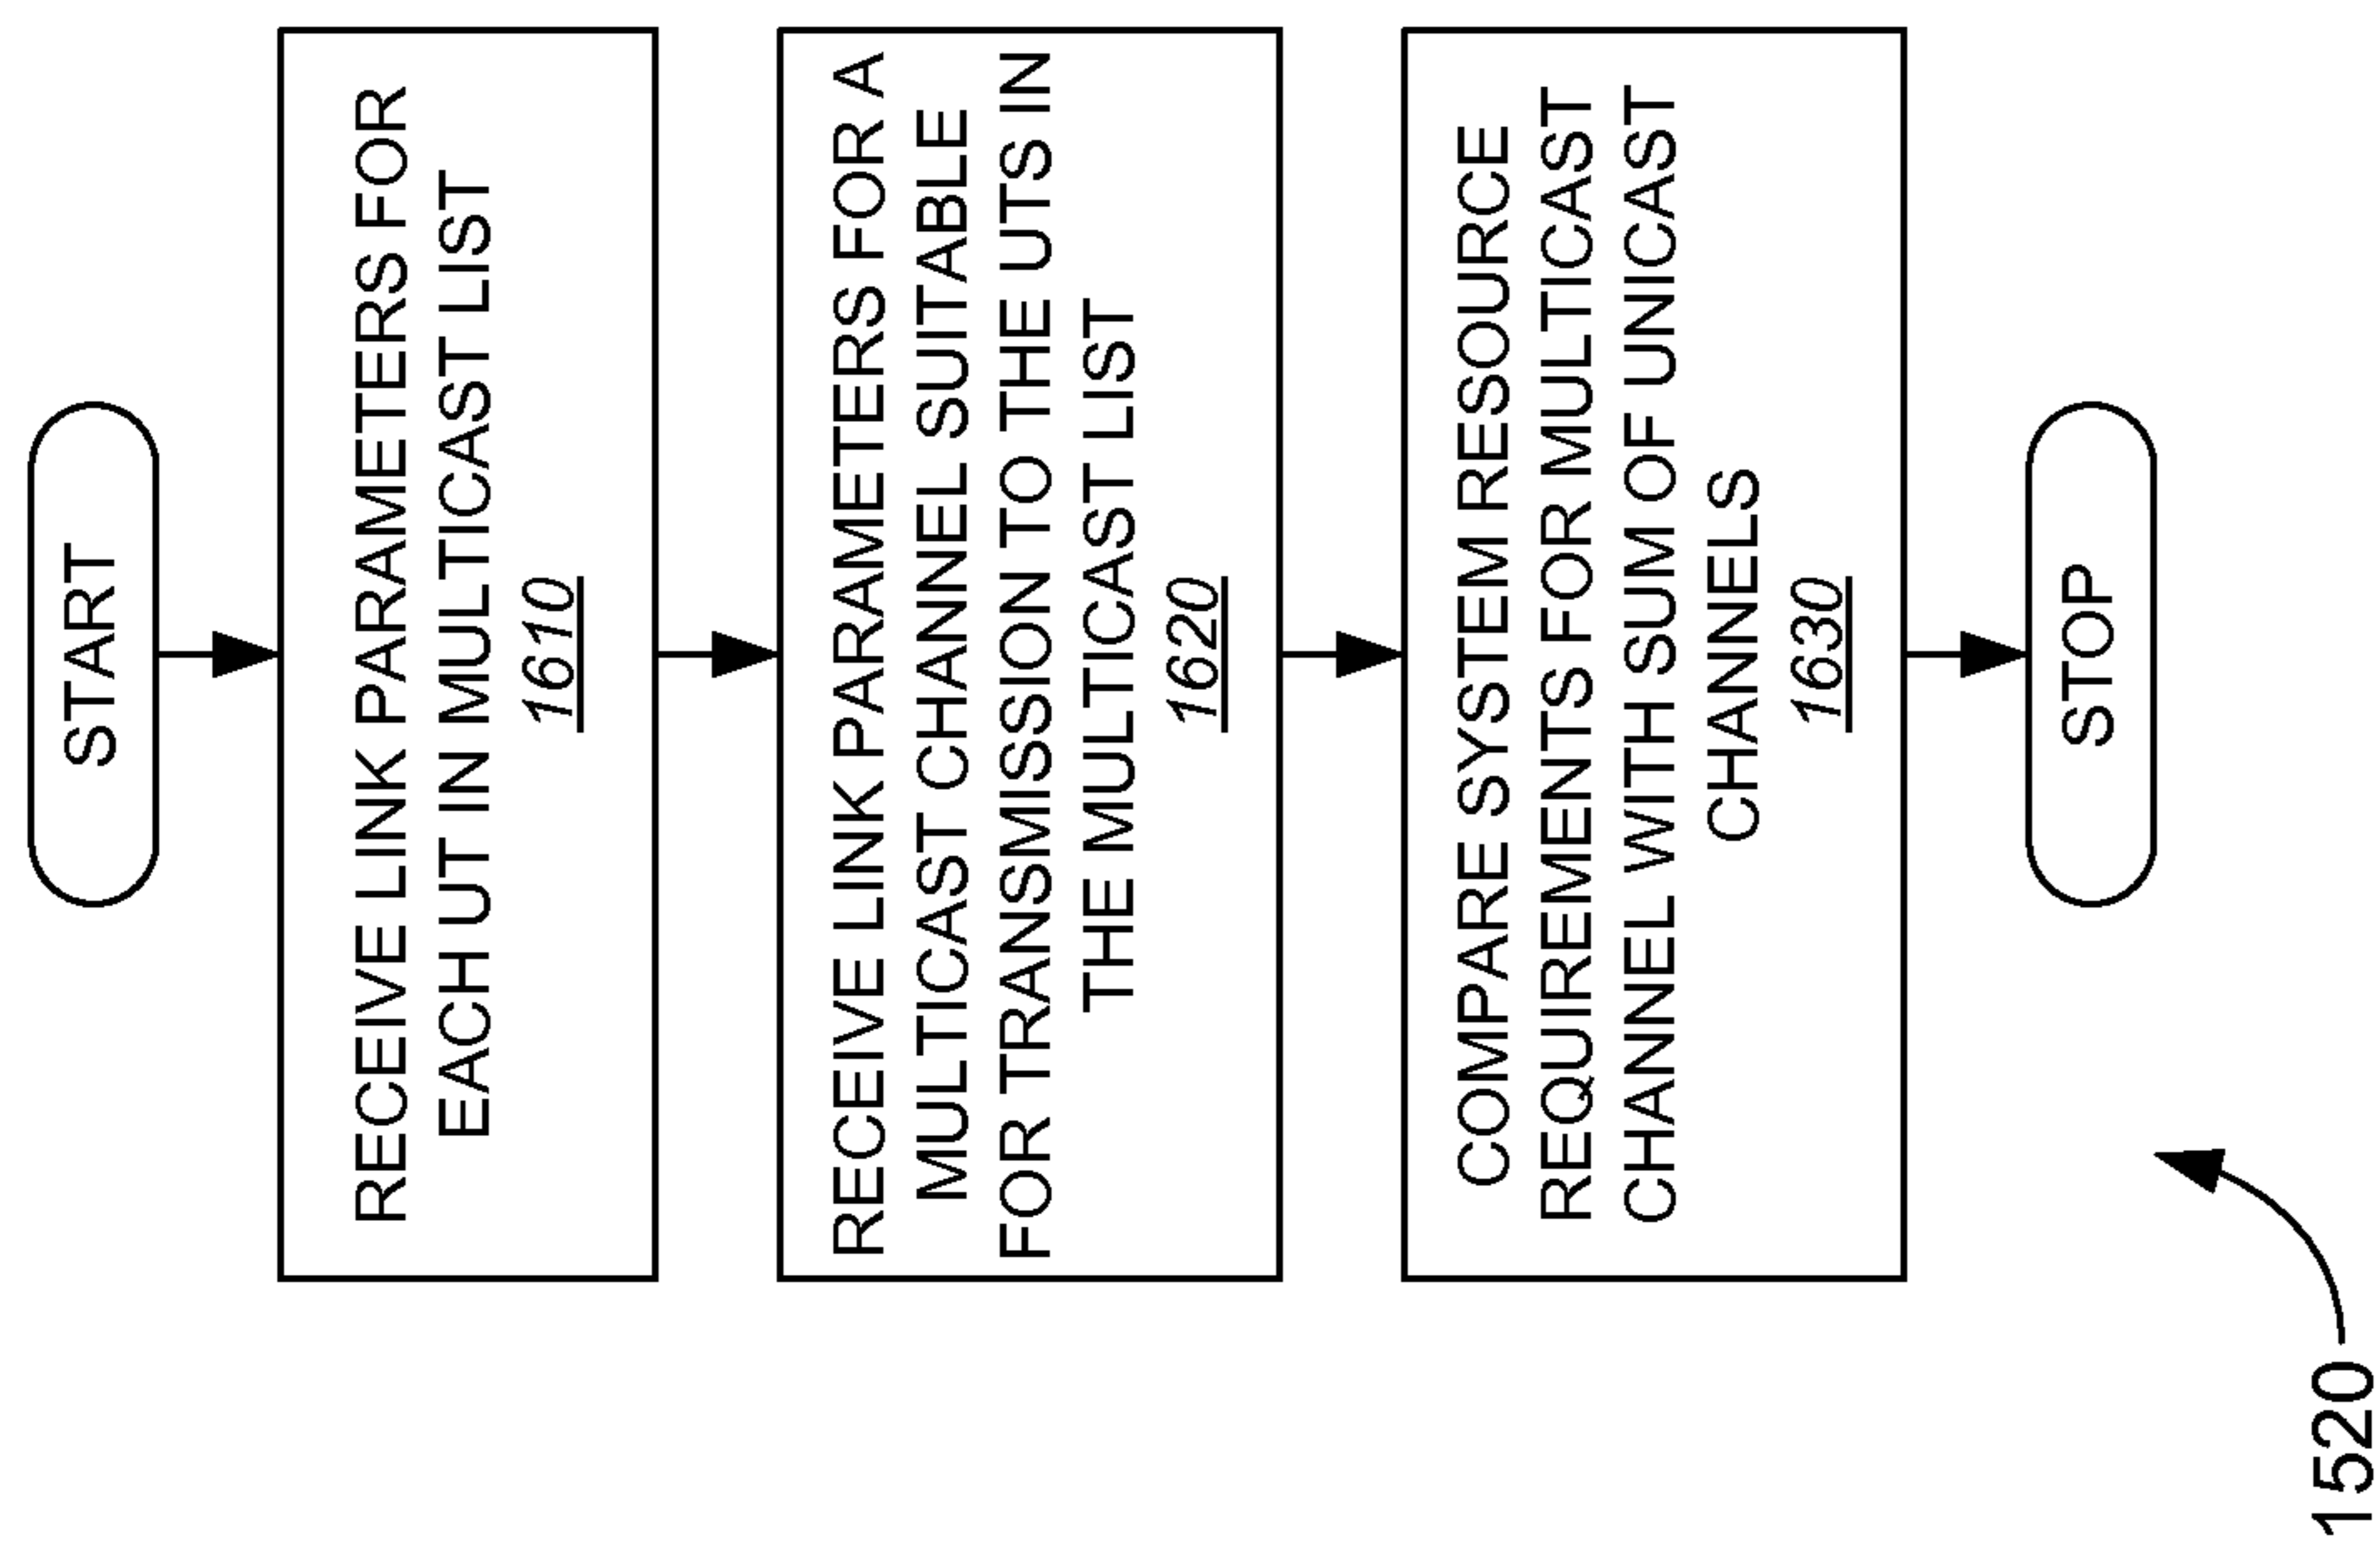 START
RECEIVE LINK PARAMETERS FOR
EACH UT IN MULTICAST LIST
1610
RECEIVE LINK PARAMETERS FOR A
MULTICAST CHANNEL SUITABLE
FOR TRANSMISSION TO THE UTS IN
THE MULTICAST LIST
1620
COMPARE SYSTEM RESOURCE
REQUIREMENTS FOR MULTICAST
CHANNEL WITH SUM OF UNICAST
CHANNELS
1630
STOP
1520